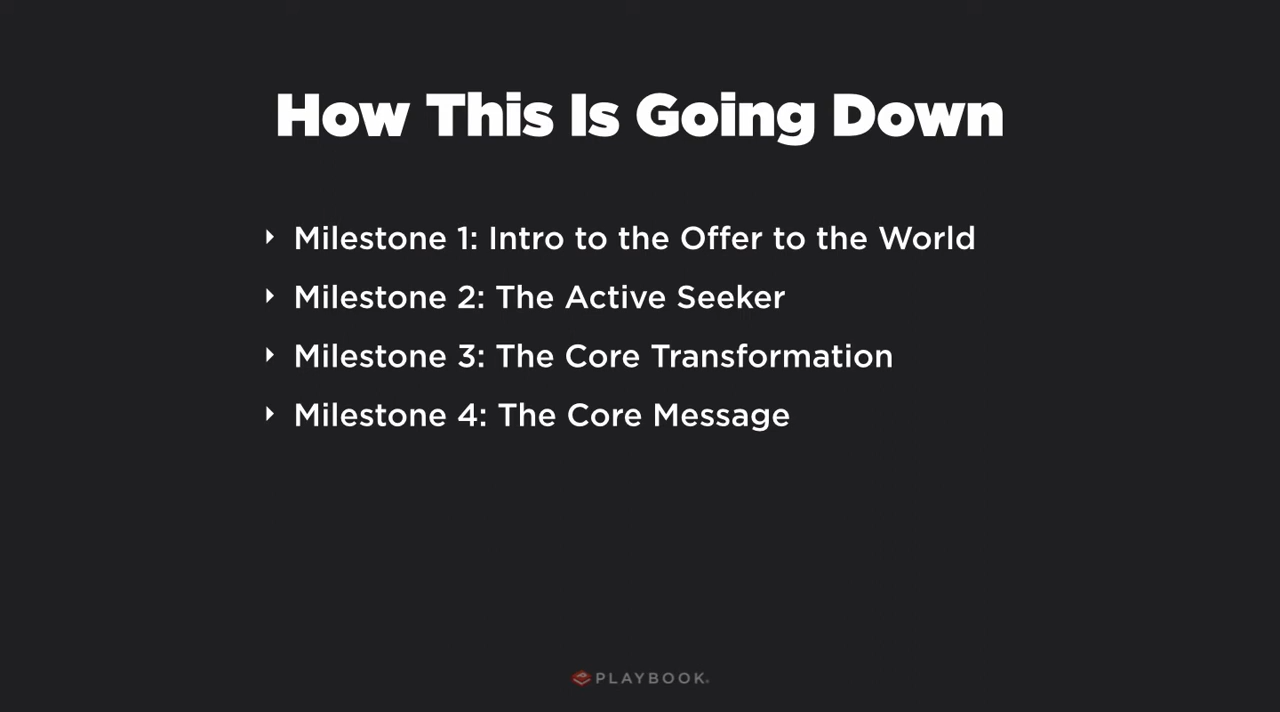 How This Is Going Down
Milestone 1: Intro to the Offer to the World
Milestone 2: The Active Seeker
Milestone 3: The Core Transformation
Milestone 4: The Core Message
PLAYBOOK